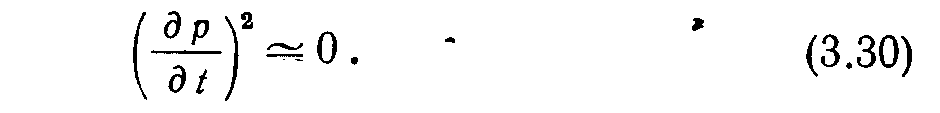 (∂p/∂t)² ≃ 0 . (3.30)